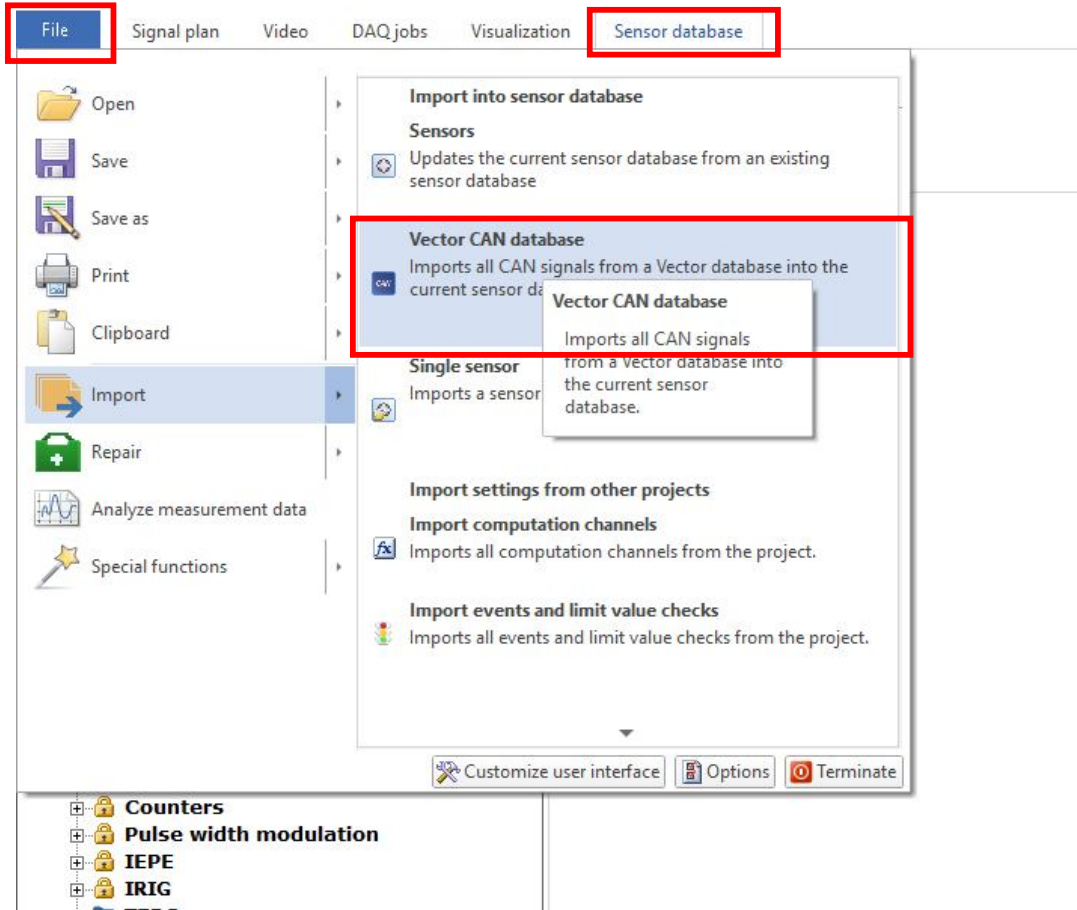 File Signal plan Video DAQ jobs Visualization Sensor database
Open
Save
Save as
Print
Clipboard
Import
Repair
Analyze measurement data
Special functions
Import into sensor database
Sensors
Updates the current sensor database from an existing
sensor database
Vector CAN database
Imports all CAN signals from a Vector database into the
current sensor da
Vector CAN database
Imports all CAN signals
from a Vector database into
the current sensor
database.
Single sensor
Imports a sensor
Import settings from other projects
Import computation channels
fx
Imports all computation channels from the project.
Import events and limit value checks
Imports all events and limit value checks from the project.
Customize user interface Options Terminate
Counters
Pulse width modulation
IEPE
IRIG